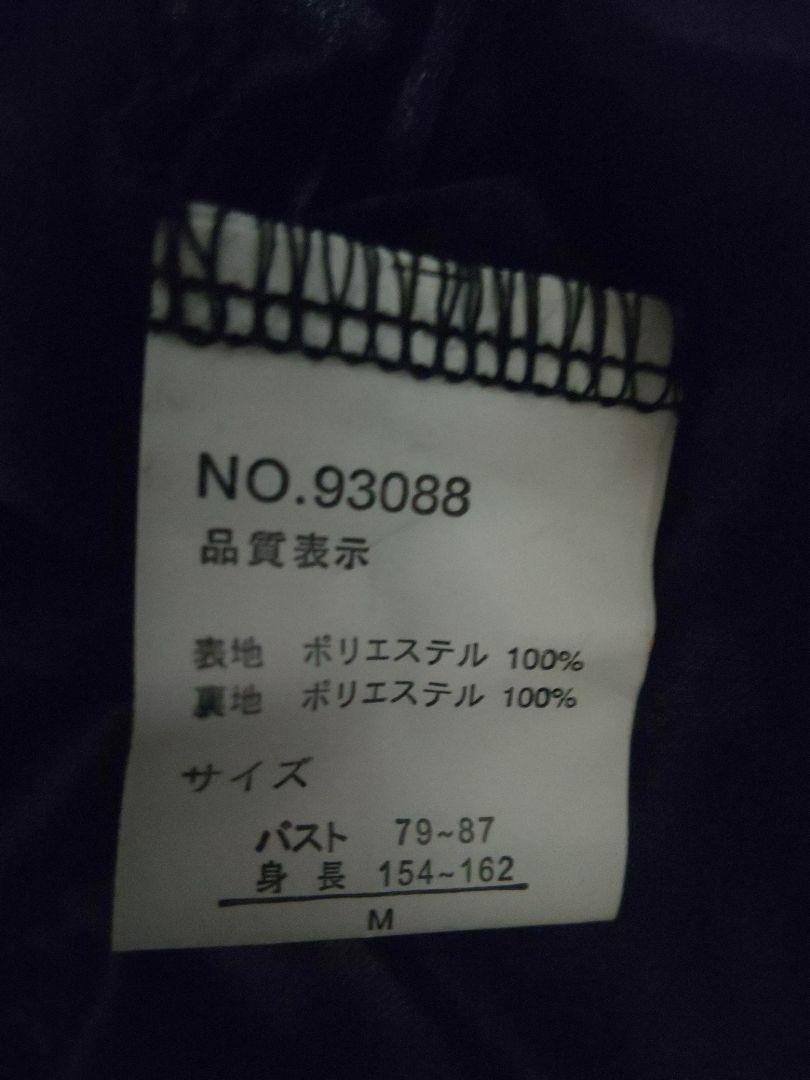 NO.93088
品質表示
表地 ポリエステル 100%
裏地 ポリエステル 100%
サイズ
バスト 79~87
身長 154~162
M